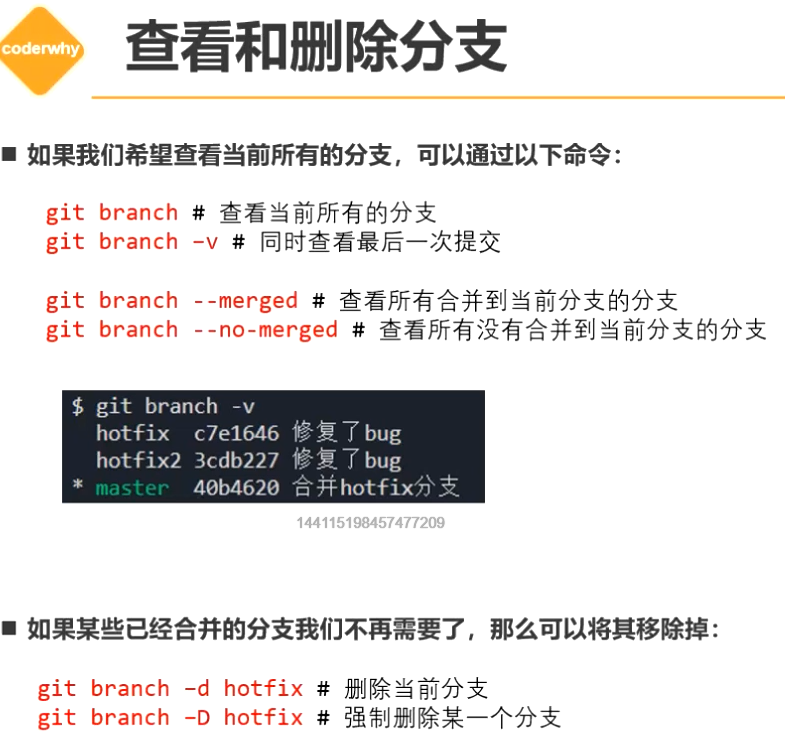 coderwhy
查看和删除分支
■ 如果我们希望查看当前所有的分支，可以通过以下命令：
git branch # 查看当前所有的分支
git branch –v # 同时查看最后一次提交
git branch --merged # 查看所有合并到当前分支的分支
git branch --no-merged # 查看所有没有合并到当前分支的分支
$ git branch -v
hotfix c7e1646 修复了bug
hotfix2 3cdb227 修复了bug
* master 40b4620 合并hotfix分支
144115198457477209
■ 如果某些已经合并的分支我们不再需要了，那么可以将其移除掉：
git branch –d hotfix # 删除当前分支
git branch –D hotfix # 强制删除某一个分支